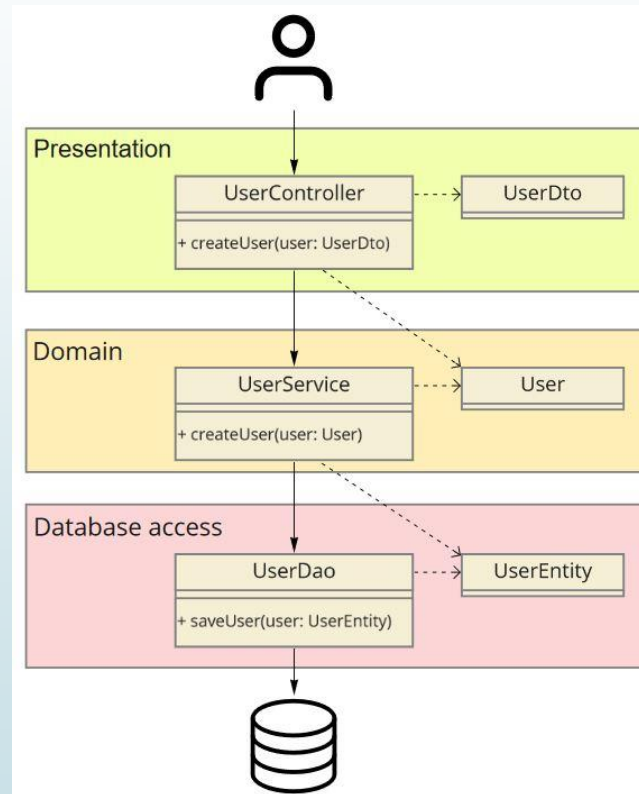 Presentation
UserController
UserDto
+ createUser(user: UserDto)
Domain
UserService
User
+ createUser(user: User)
Database access
UserDao
UserEntity
+ saveUser(user: UserEntity)